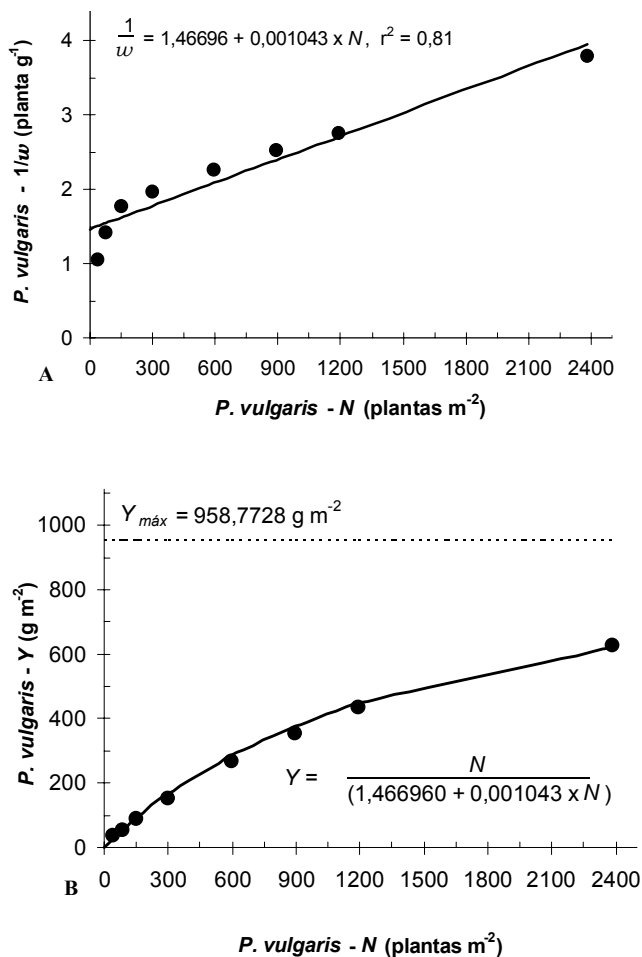 1/w = 1,46696 + 0,001043 x N, r² = 0,81
P. vulgaris - 1/w (planta g⁻¹)
4
3
2
1
0
0 300 600 900 1200 1500 1800 2100 2400
A
P. vulgaris - N (plantas m⁻²)
Y máx = 958,7728 g m⁻²
P. vulgaris - Y (g m⁻²)
1000
800
600
400
200
0
Y = N
(1,466960 + 0,001043 x N)
0 300 600 900 1200 1500 1800 2100 2400
B
P. vulgaris - N (plantas m⁻²)